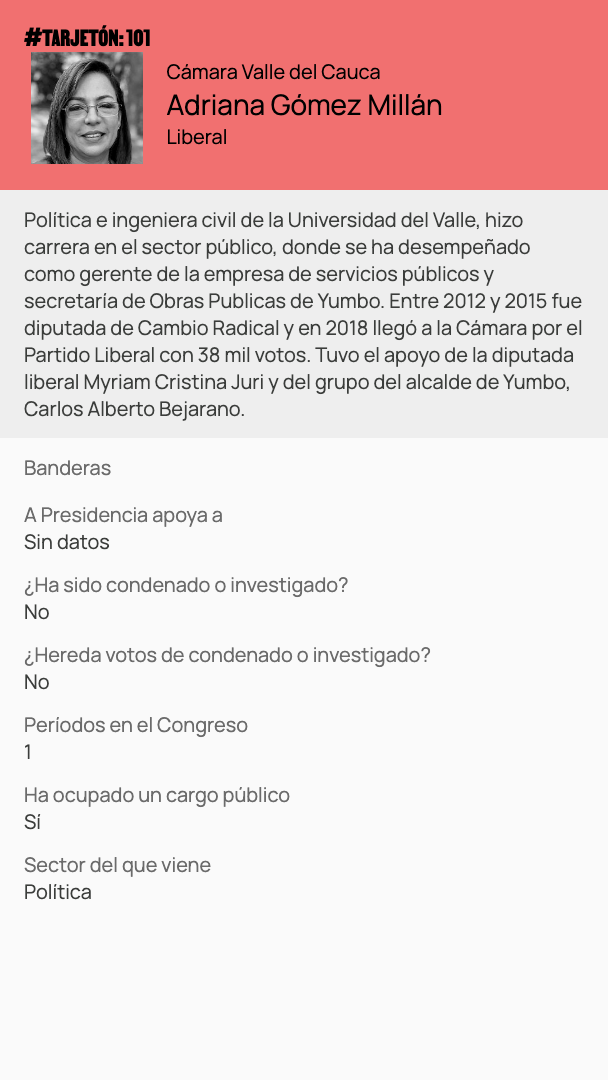 #TARJETÓN: 101
Cámara Valle del Cauca
Adriana Gómez Millán
Liberal
Política e ingeniera civil de la Universidad del Valle, hizo
carrera en el sector público, donde se ha desempeñado
como gerente de la empresa de servicios públicos y
secretaría de Obras Publicas de Yumbo. Entre 2012 y 2015 fue
diputada de Cambio Radical y en 2018 llegó a la Cámara por el
Partido Liberal con 38 mil votos. Tuvo el apoyo de la diputada
liberal Myriam Cristina Juri y del grupo del alcalde de Yumbo,
Carlos Alberto Bejarano.
Banderas
A Presidencia apoya a
Sin datos
¿Ha sido condenado o investigado?
No
¿Hereda votos de condenado o investigado?
No
Períodos en el Congreso
1
Ha ocupado un cargo público
Sí
Sector del que viene
Política